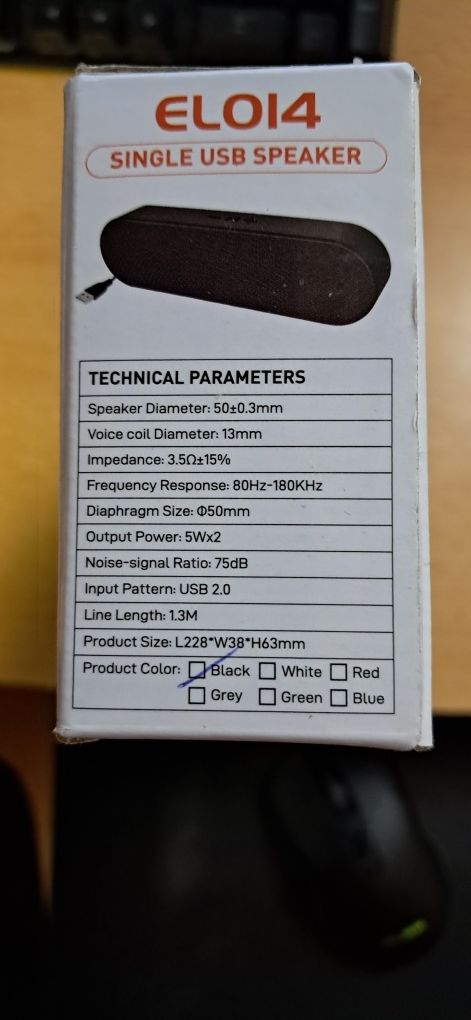 ELO14
SINGLE USB SPEAKER
TECHNICAL PARAMETERS
Speaker Diameter: 50±0.3mm
Voice coil Diameter: 13mm
Impedance: 3.5Ω±15%
Frequency Response: 80Hz-180KHz
Diaphragm Size: Φ50mm
Output Power: 5Wx2
Noise-signal Ratio: 75dB
Input Pattern: USB 2.0
Line Length: 1.3M
Product Size: L228*W38*H63mm
Product Color: Black White Red
Grey Green Blue